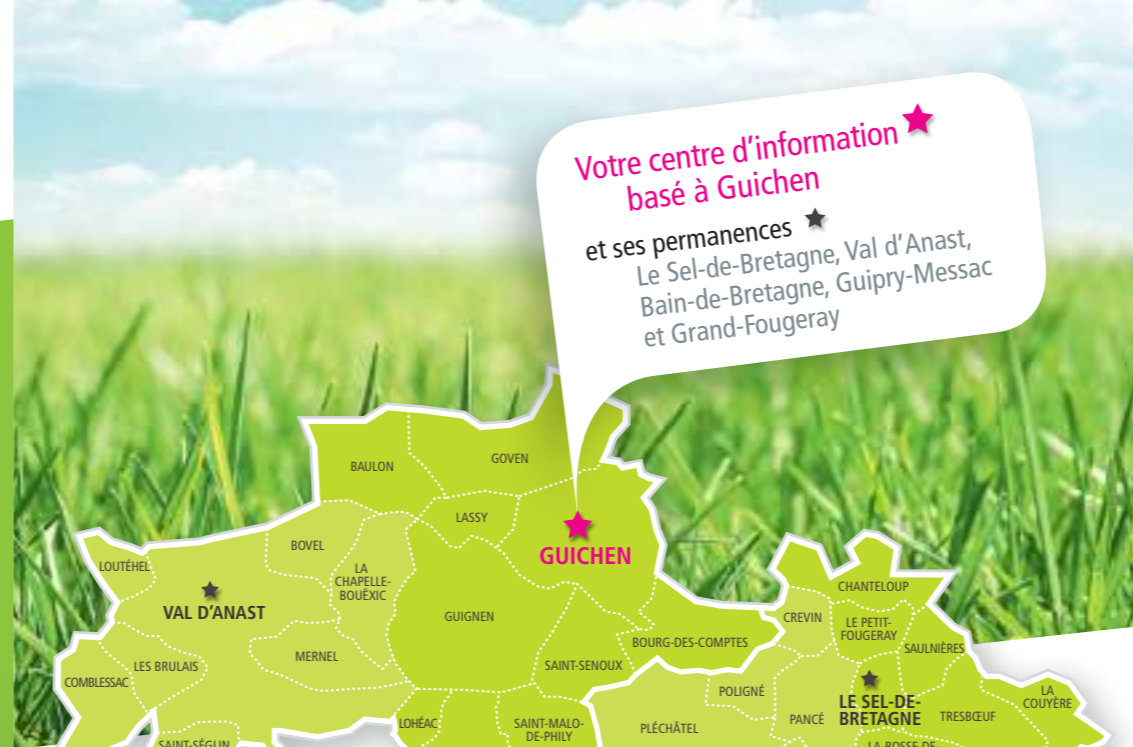 Votre centre d'information
basé à Guichen
et ses permanences
Le Sel-de-Bretagne, Val d'Anast,
Bain-de-Bretagne, Guipry-Messac
et Grand-Fougeray
BAULON
GOVEN
LASSY
GUICHEN
LOUTÉHEL
BOVEL
LA
CHAPELLE-
BOUËXIC
VAL D'ANAST
GUIGNEN
CHANTELOUP
CREVIN
LE PETIT-
FOUGERAY
SAULNIÈRES
BOURG-DES-COMPTES
MERNEL
LES BRULAIS
SAINT-SENOUX
COMBLESSAC
POLIGNÉ
LE SEL-DE-
BRETAGNE
LA
COUYÈRE
TRESBŒUF
PANCÉ
LOHÉAC
SAINT-MALO-
DE-PHILY
PLÉCHÂTEL
SAINT-SÉGLIN
LA BOSSE-DE-